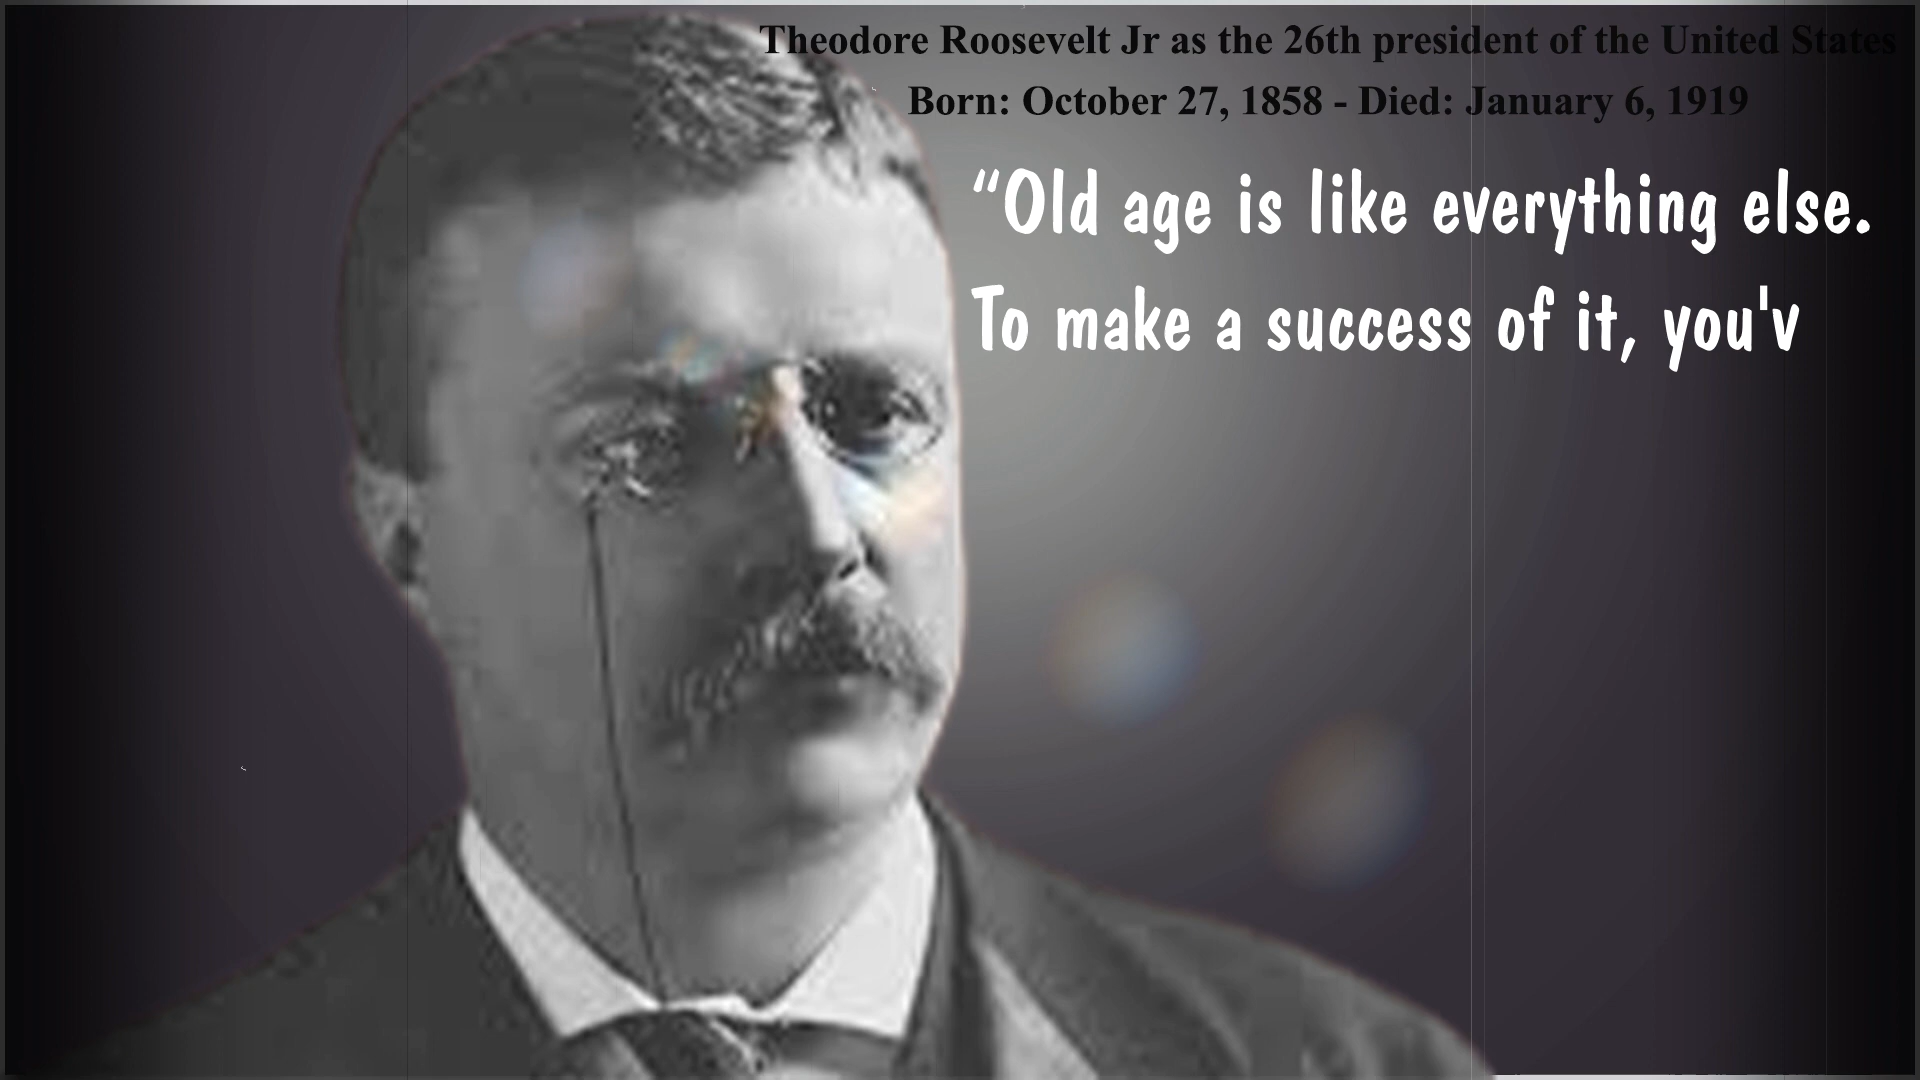 Theodore Roosevelt Jr as the 26th president of the United States
Born: October 27, 1858 - Died: January 6, 1919
“Old age is like everything else.
To make a success of it, you'v